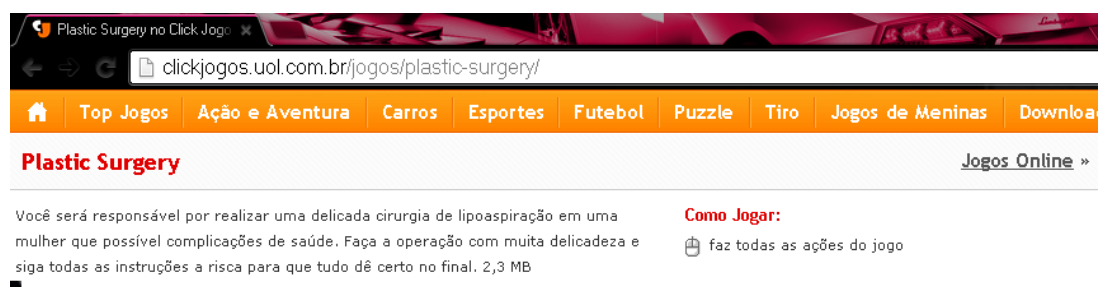 Plastic Surgery no Click Jogo
clickjogos.uol.com.br/jogos/plastic-surgery/
Top Jogos Ação e Aventura Carros Esportes Futebol Puzzle Tiro Jogos de Meninas Downloa
Plastic Surgery
Jogos Online »
Você será responsável por realizar uma delicada cirurgia de lipoaspiração em uma
mulher que possível complicações de saúde. Faça a operação com muita delicadeza e
siga todas as instruções a risca para que tudo dê certo no final. 2,3 MB
Como Jogar:
faz todas as ações do jogo